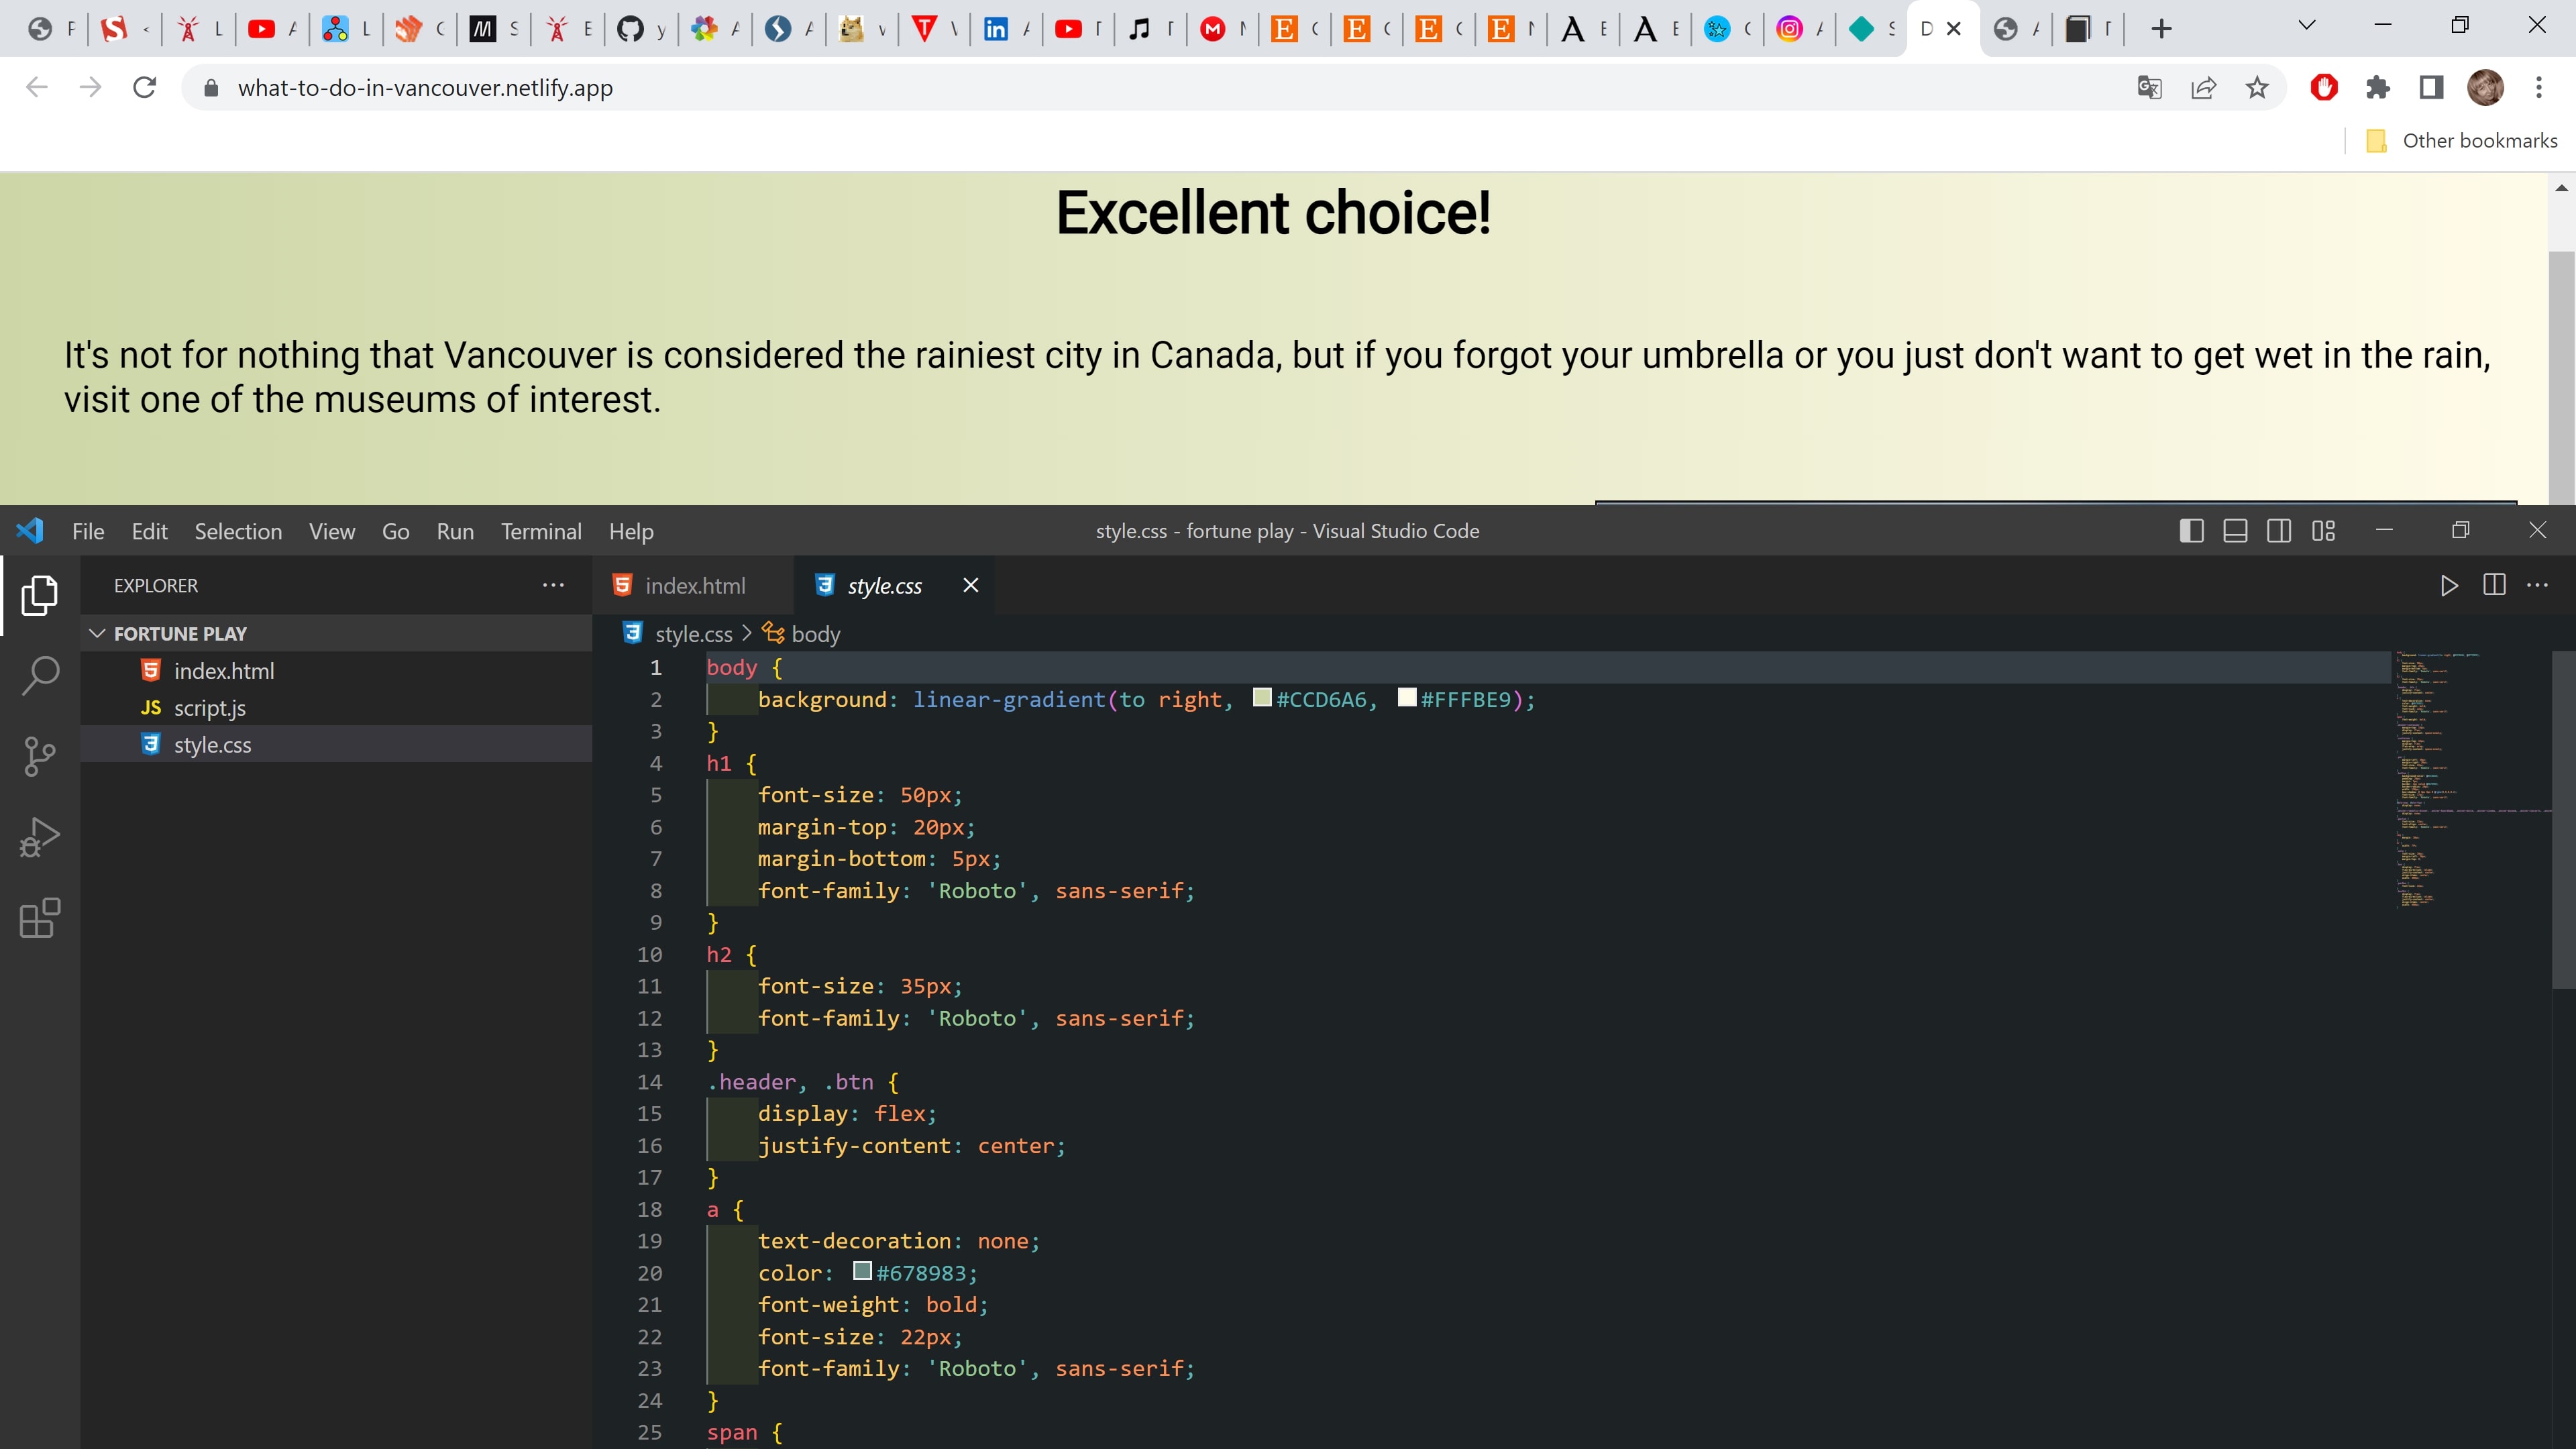 what-to-do-in-vancouver.netlify.app
Other bookmarks
Excellent choice!
It's not for nothing that Vancouver is considered the rainiest city in Canada, but if you forgot your umbrella or you just don't want to get wet in the rain,
visit one of the museums of interest.
File Edit Selection View Go Run Terminal Help
style.css - fortune play - Visual Studio Code
EXPLORER
index.html
style.css
FORTUNE PLAY
index.html
JS script.js
style.css
style.css > body
1 body {
2 background: linear-gradient(to right, #CCD6A6, #FFFBE9);
3 }
4 h1 {
5 font-size: 50px;
6 margin-top: 20px;
7 margin-bottom: 5px;
8 font-family: 'Roboto', sans-serif;
9 }
10 h2 {
11 font-size: 35px;
12 font-family: 'Roboto', sans-serif;
13 }
14 .header, .btn {
15 display: flex;
16 justify-content: center;
17 }
18 a {
19 text-decoration: none;
20 color: #678983;
21 font-weight: bold;
22 font-size: 22px;
23 font-family: 'Roboto', sans-serif;
24 }
25 span {